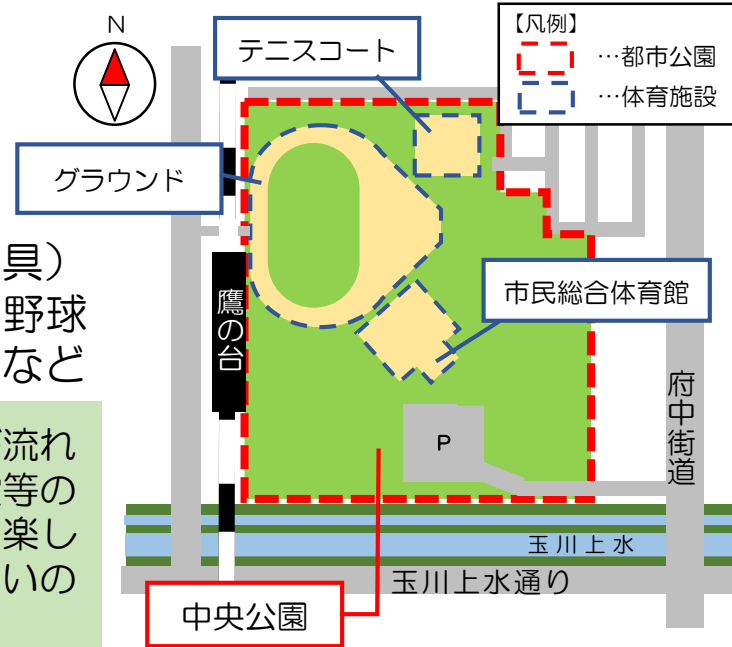 N
テニスコート
【凡例】
…都市公園
…体育施設
グラウンド
具）
野球
など
鷹の台
市民総合体育館
府中街道
P
流れ
等の
楽し
いの
玉川上水
玉川上水通り
中央公園